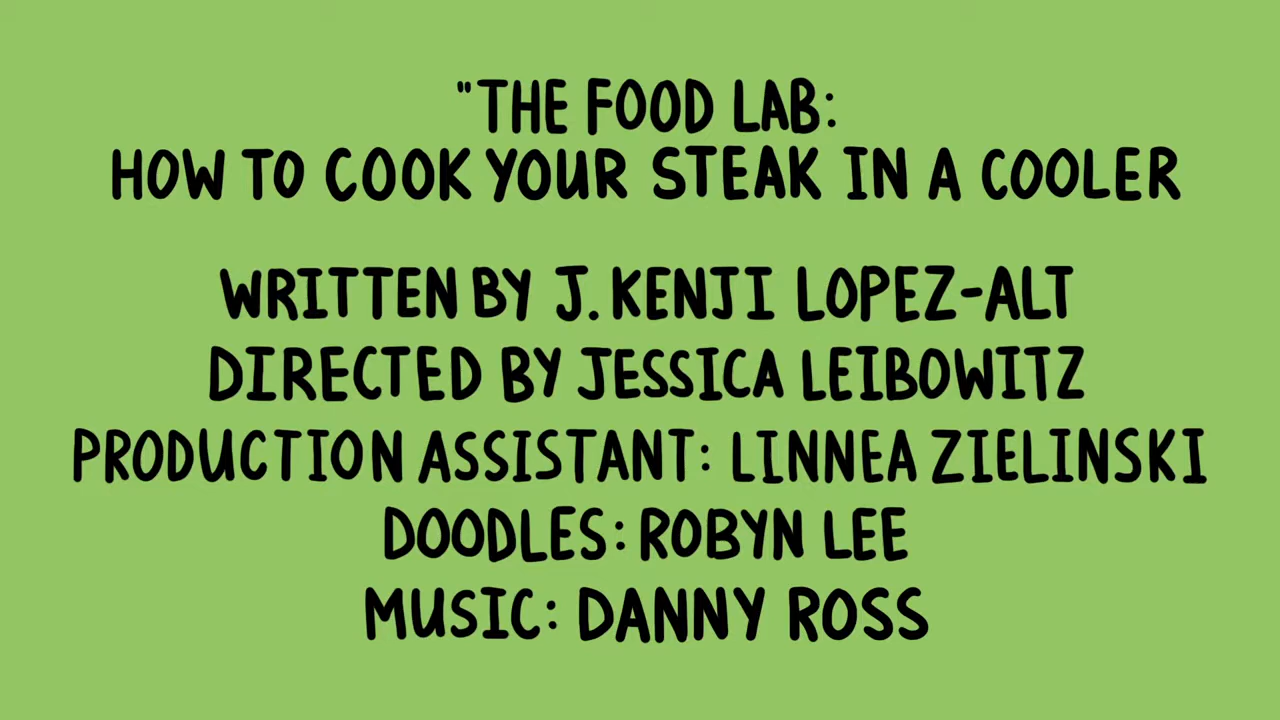 "THE FOOD LAB:
HOW TO COOK YOUR STEAK IN A COOLER
WRITTEN BY J. KENJI LOPEZ-ALT
DIRECTED BY JESSICA LEIBOWITZ
PRODUCTION ASSISTANT: LINNEA ZIELINSKI
DOODLES: ROBYN LEE
MUSIC: DANNY ROSS